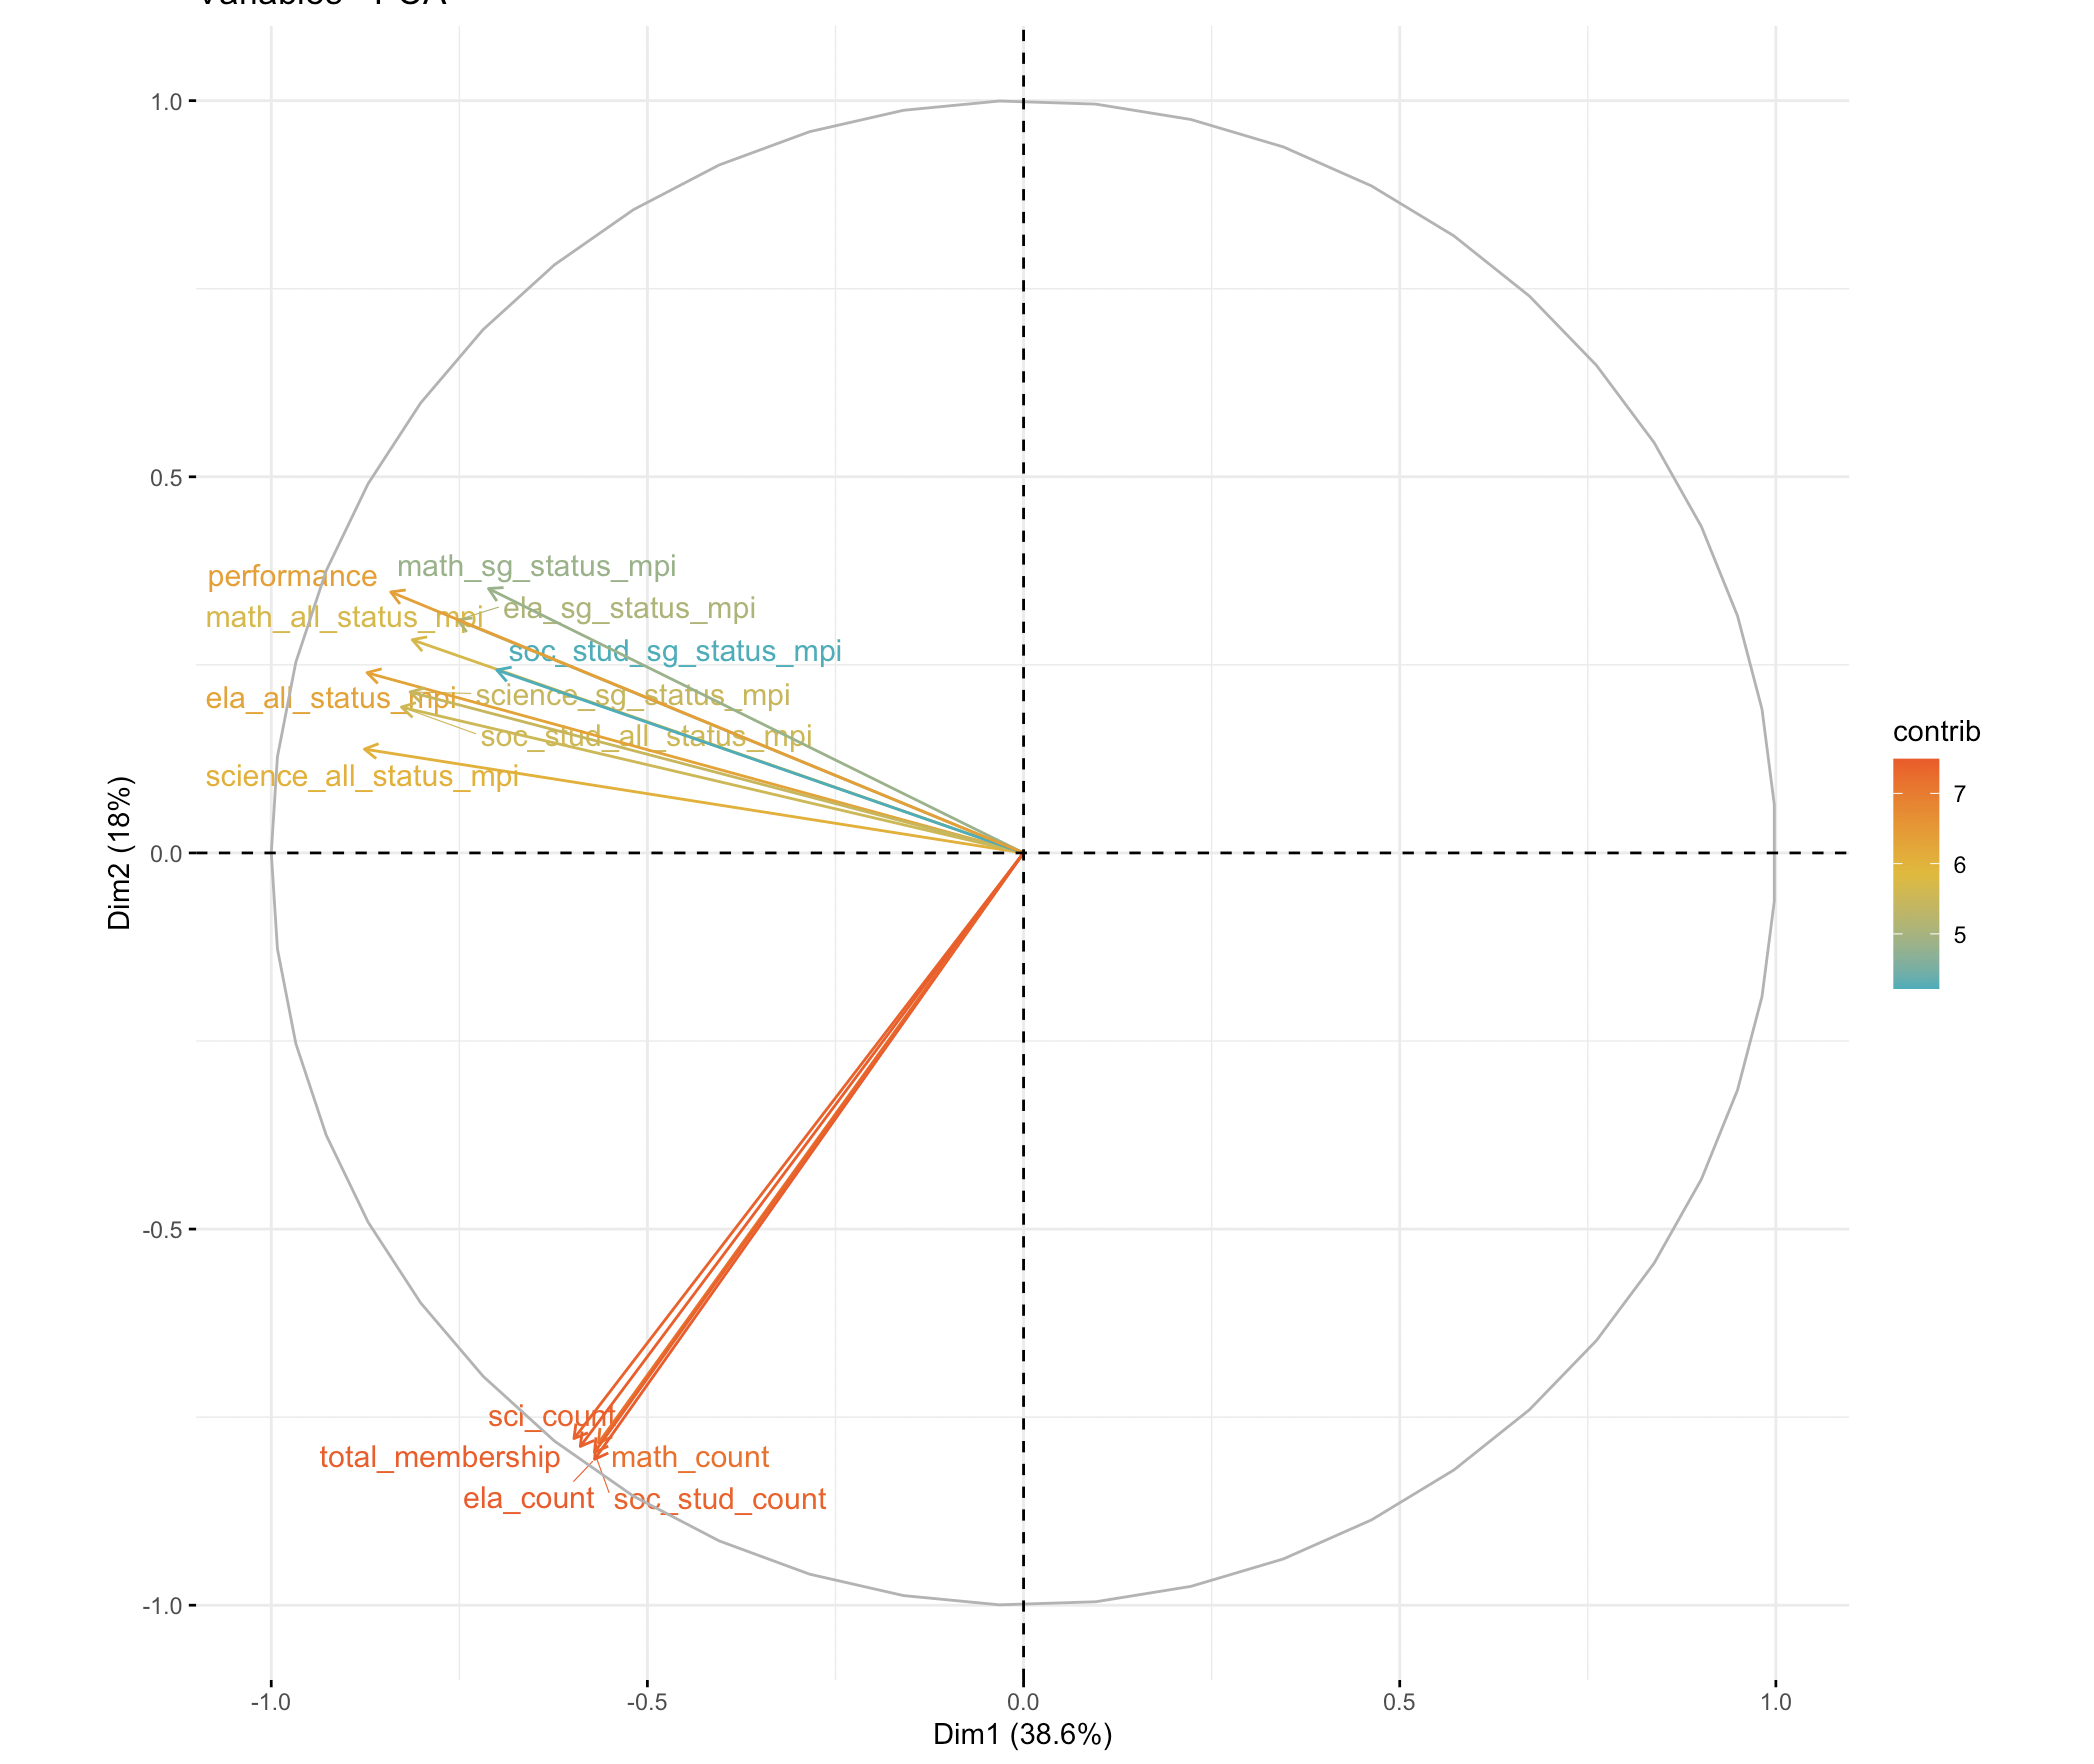 Variables - PCA
1.0
0.5
0.0
-0.5
-1.0
Dim2 (18%)
performance
math_sg_status_mpi
math_all_status_mpi
ela_sg_status_mpi
soc_stud_sg_status_mpi
ela_all_status_mpi
science_sg_status_mpi
soc_stud_all_status_mpi
science_all_status_mpi
sci_count
total_membership
math_count
ela_count
soc_stud_count
-1.0
-0.5
0.0
0.5
1.0
Dim1 (38.6%)
contrib
7
6
5